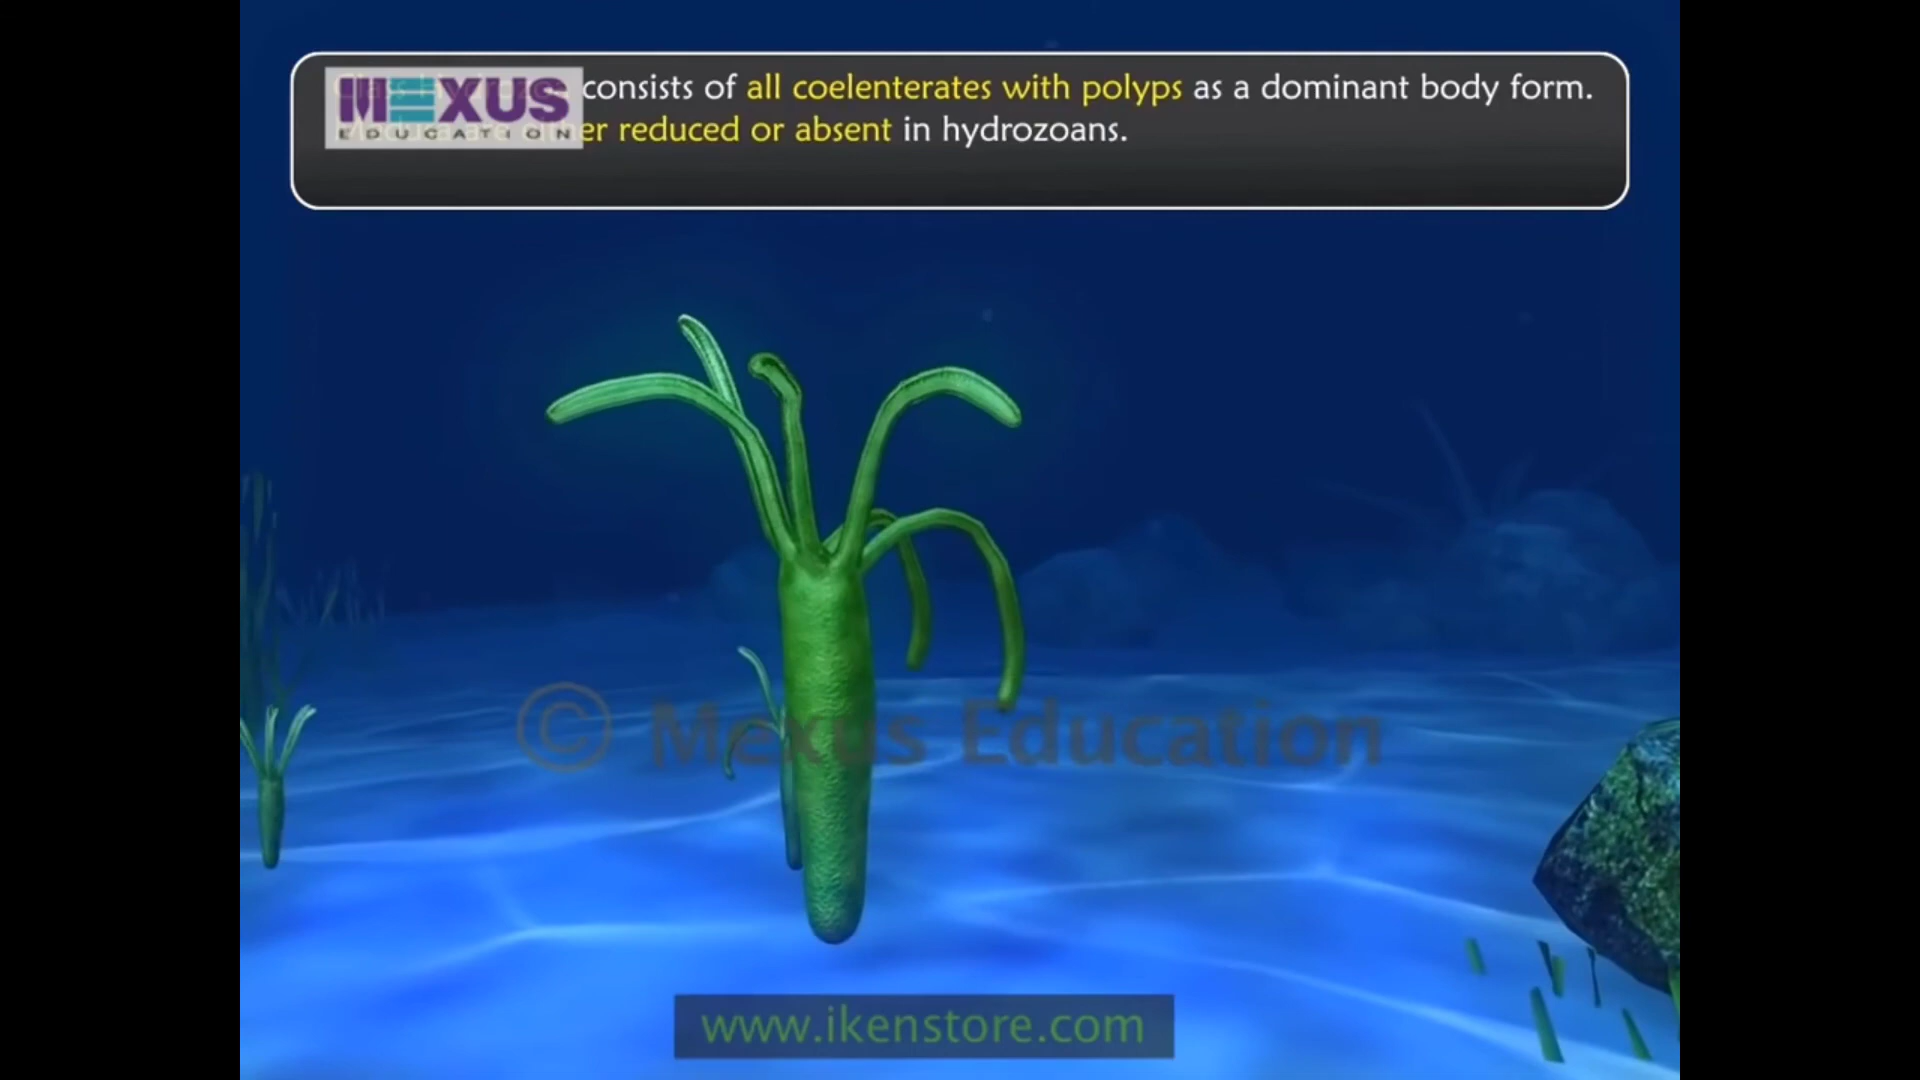 MEXUS
EDUCATION
consists of all coelenterates with polyps as a dominant body form.
either reduced or absent in hydrozoans.
© Mexus Education
www.ikenstore.com